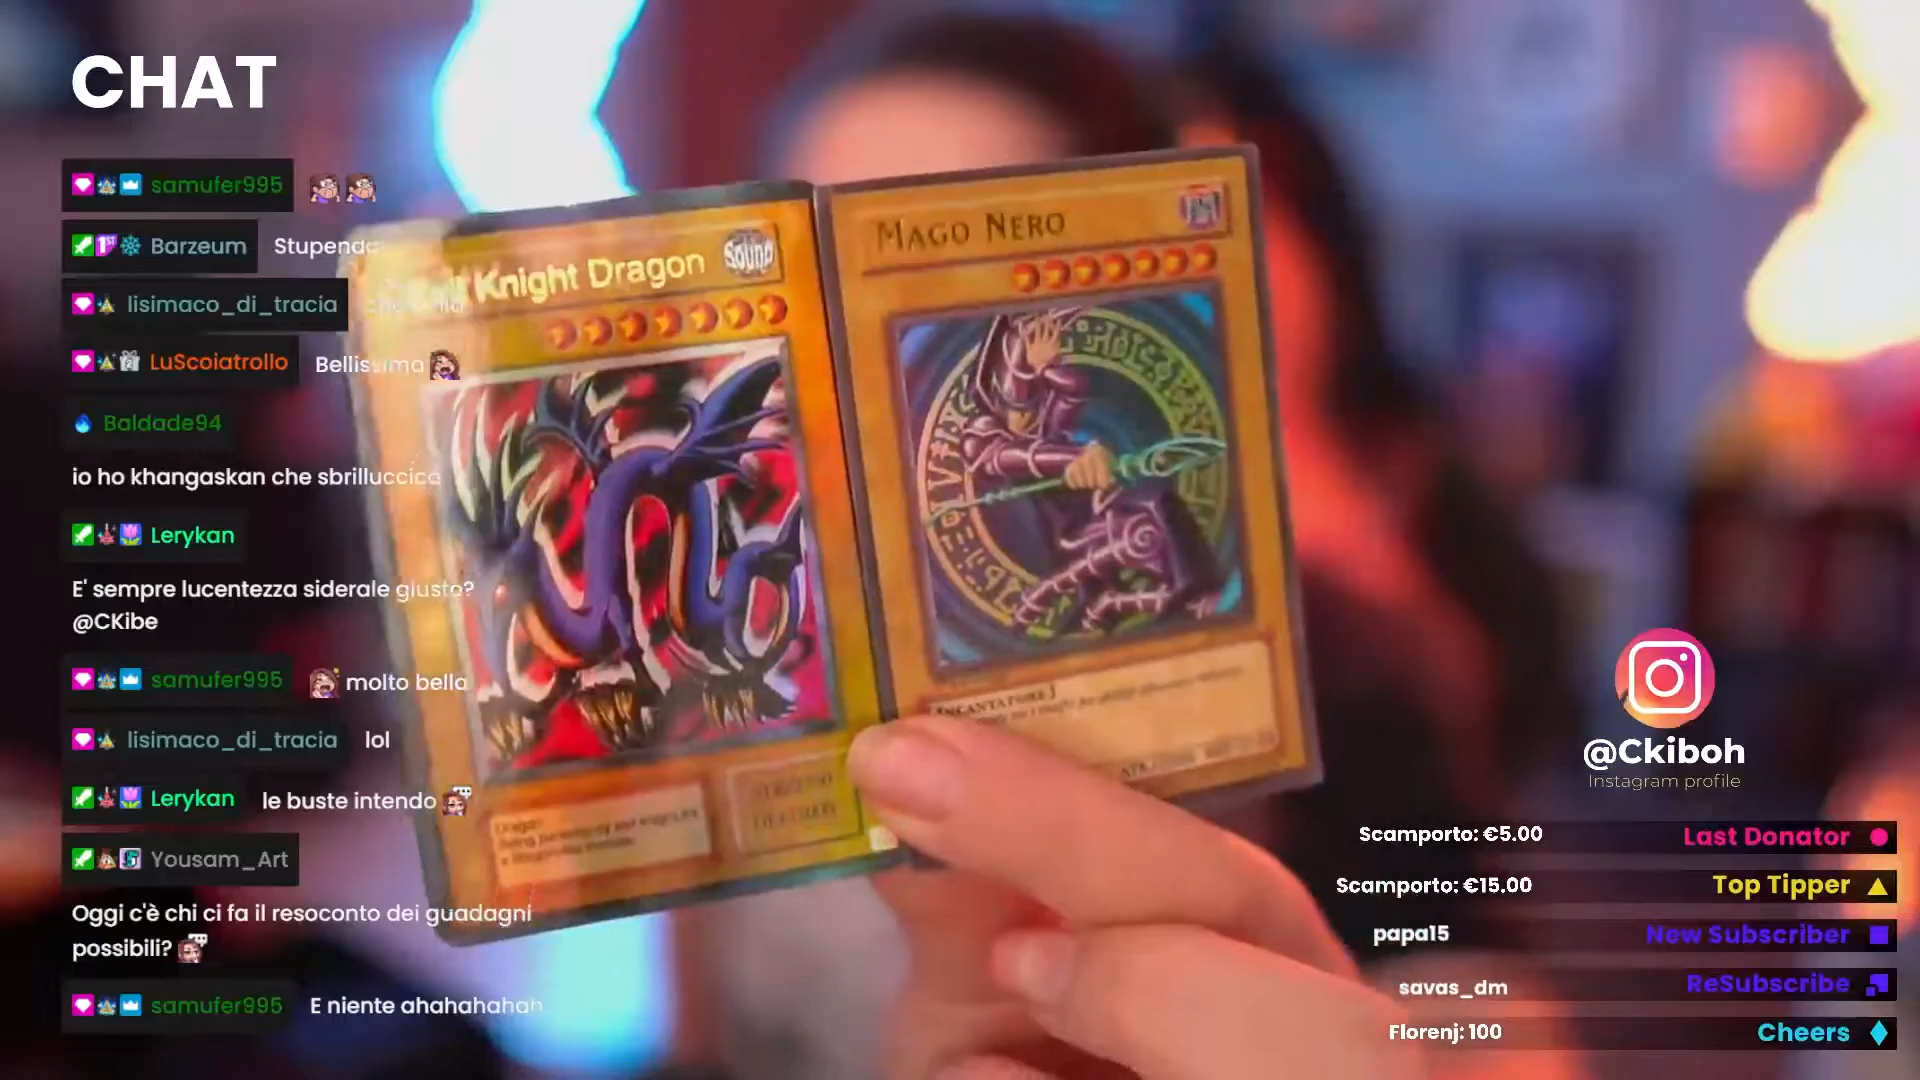 CHAT
samufer995
Barzeum Stupenda
lisimaco_di_tracia
LuScoiatrollo Bellissima
Baldade94
io ho khangaskan che sbrilluccica
Lerykan
E' sempre lucentezza siderale giusto?
@CKibe
samufer995 molto bella
lisimaco_di_tracia lol
Lerykan le buste intendo
Yousam_Art
Oggi c'è chi ci fa il resoconto dei guadagni
possibili?
samufer995 E niente ahahahahah
Knight Dragon
SOUND
MAGO NERO
@Ckiboh
Instagram profile
Scamporto: €5.00 Last Donator
Scamporto: €15.00 Top Tipper
papa15 New Subscriber
savas_dm ReSubscribe
Florenj: 100 Cheers